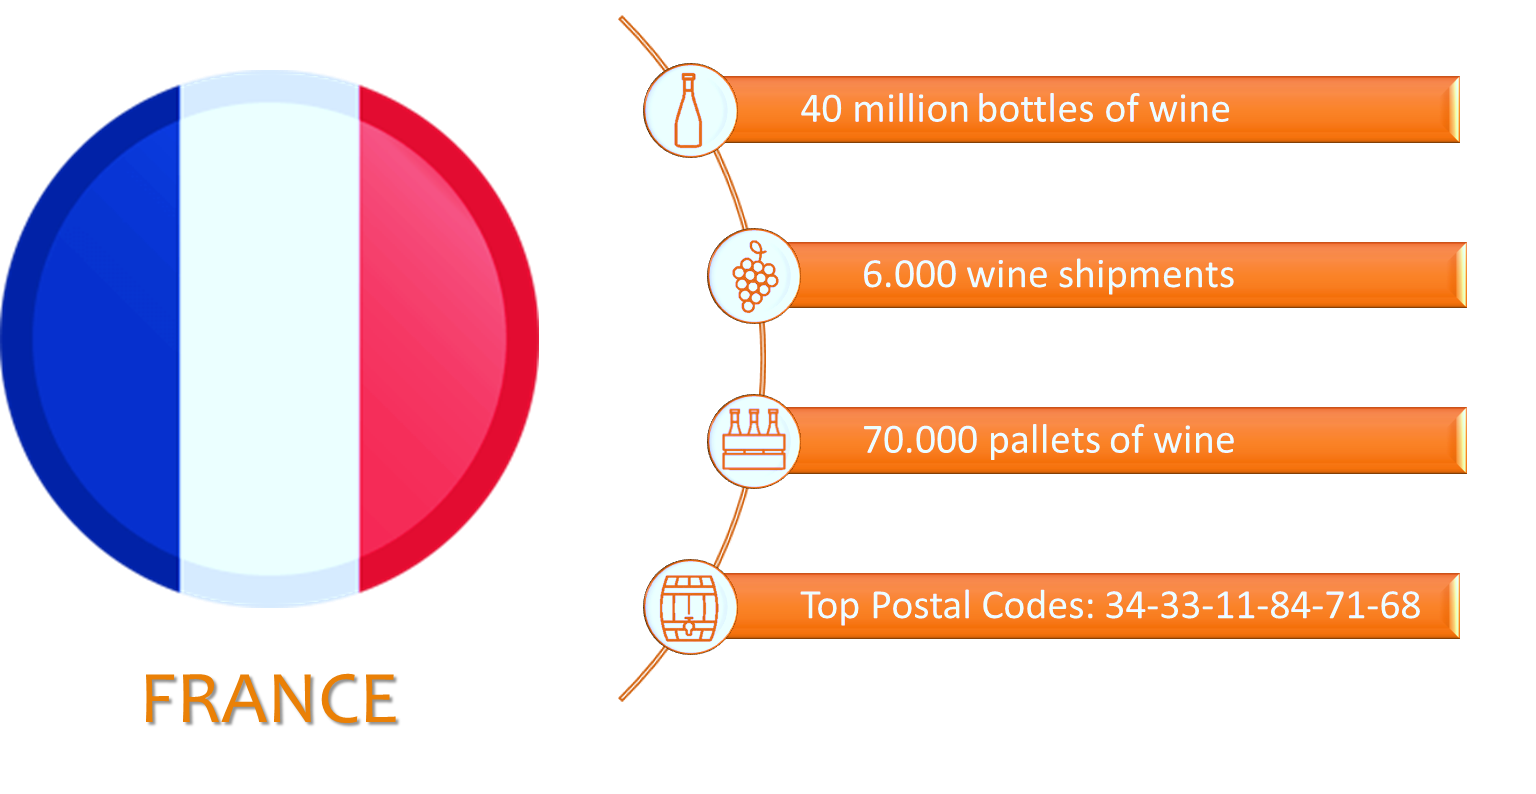 40 million bottles of wine
6.000 wine shipments
70.000 pallets of wine
Top Postal Codes: 34-33-11-84-71-68
FRANCE